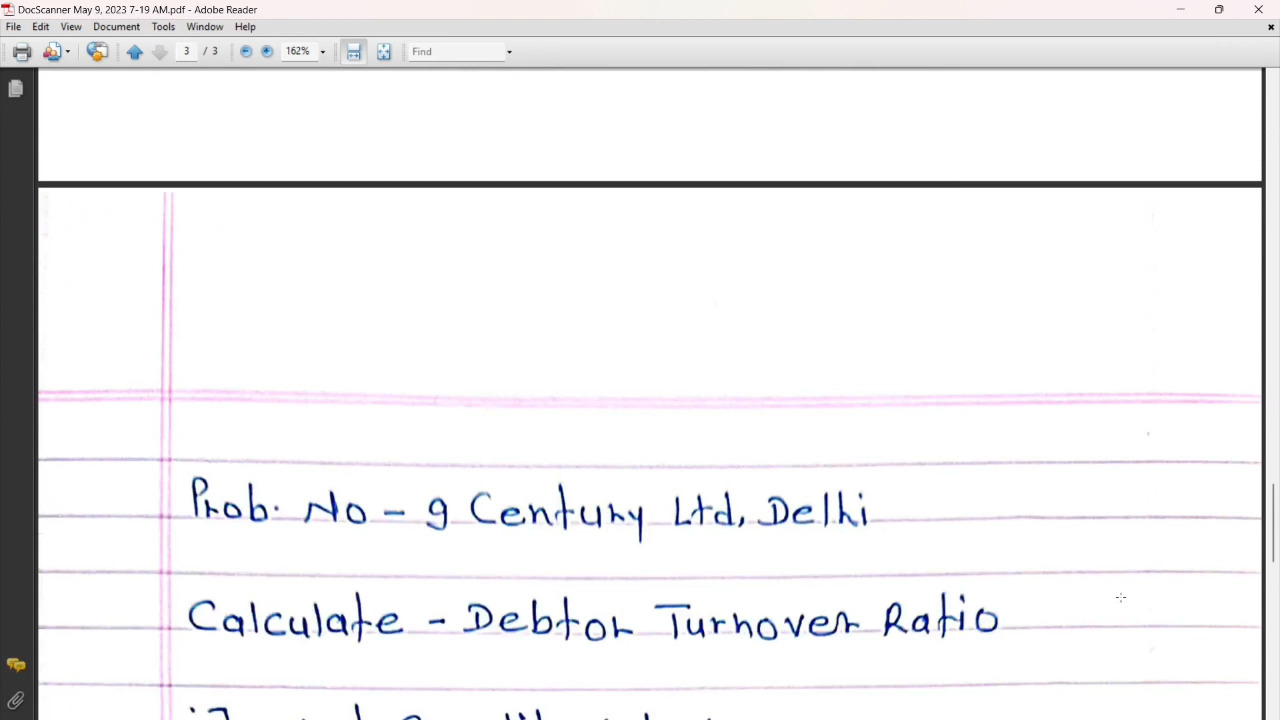 DocScanner May 9, 2023 7-19 AM.pdf - Adobe Reader
File Edit View Document Tools Window Help
3 / 3 162% Find
Prob. No - 9 Century Ltd, Delhi
Calculate - Debtor Turnover Ratio